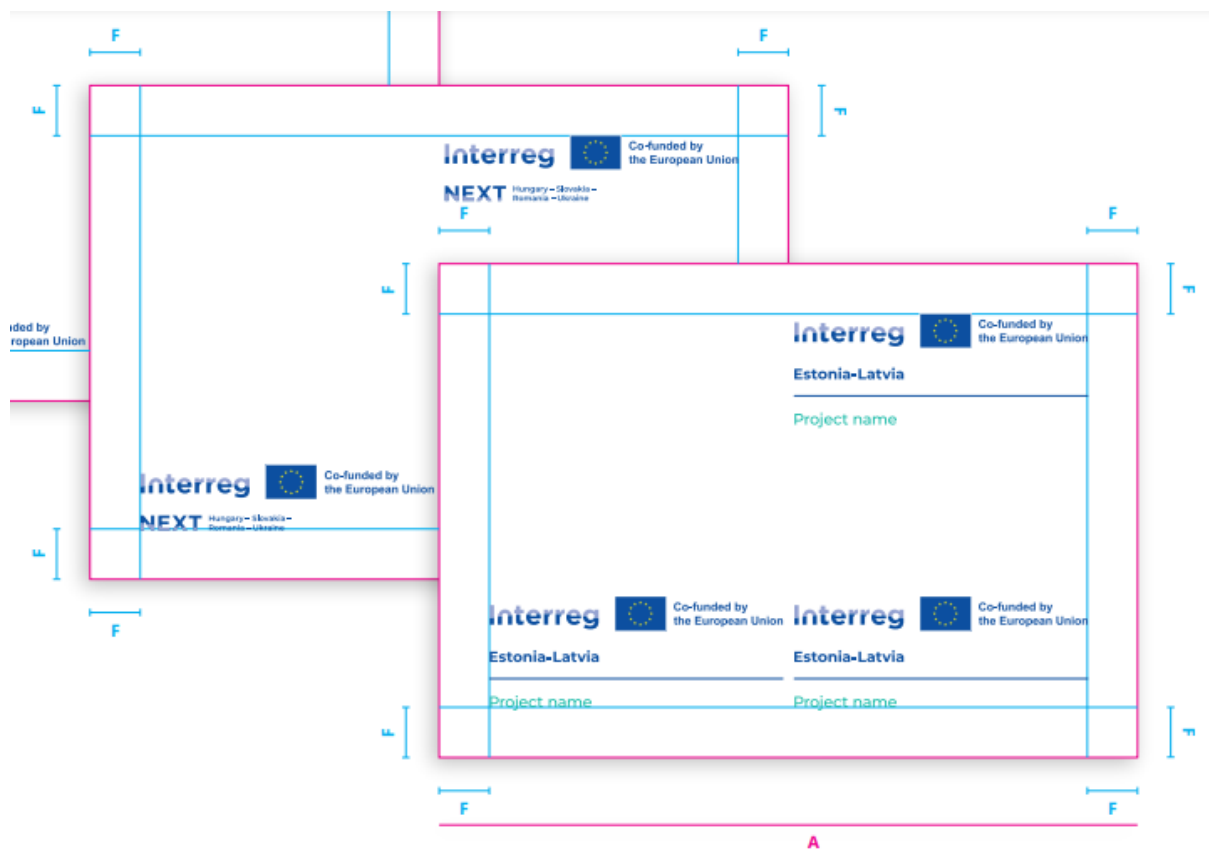 F
F
F
F
Interreg
Co-funded by
the European Union
NEXT
Hungary – Slovakia –
Romania – Ukraine
F
F
F
F
ded by
ropean Union
Interreg
Co-funded by
the European Union
Estonia-Latvia
Project name
Interreg
Co-funded by
the European Union
NEXT
Hungary – Slovakia –
Romania – Ukraine
F
F
Interreg
Co-funded by
the European Union
Estonia-Latvia
Project name
Interreg
Co-funded by
the European Union
Estonia-Latvia
Project name
F
F
F
F
A